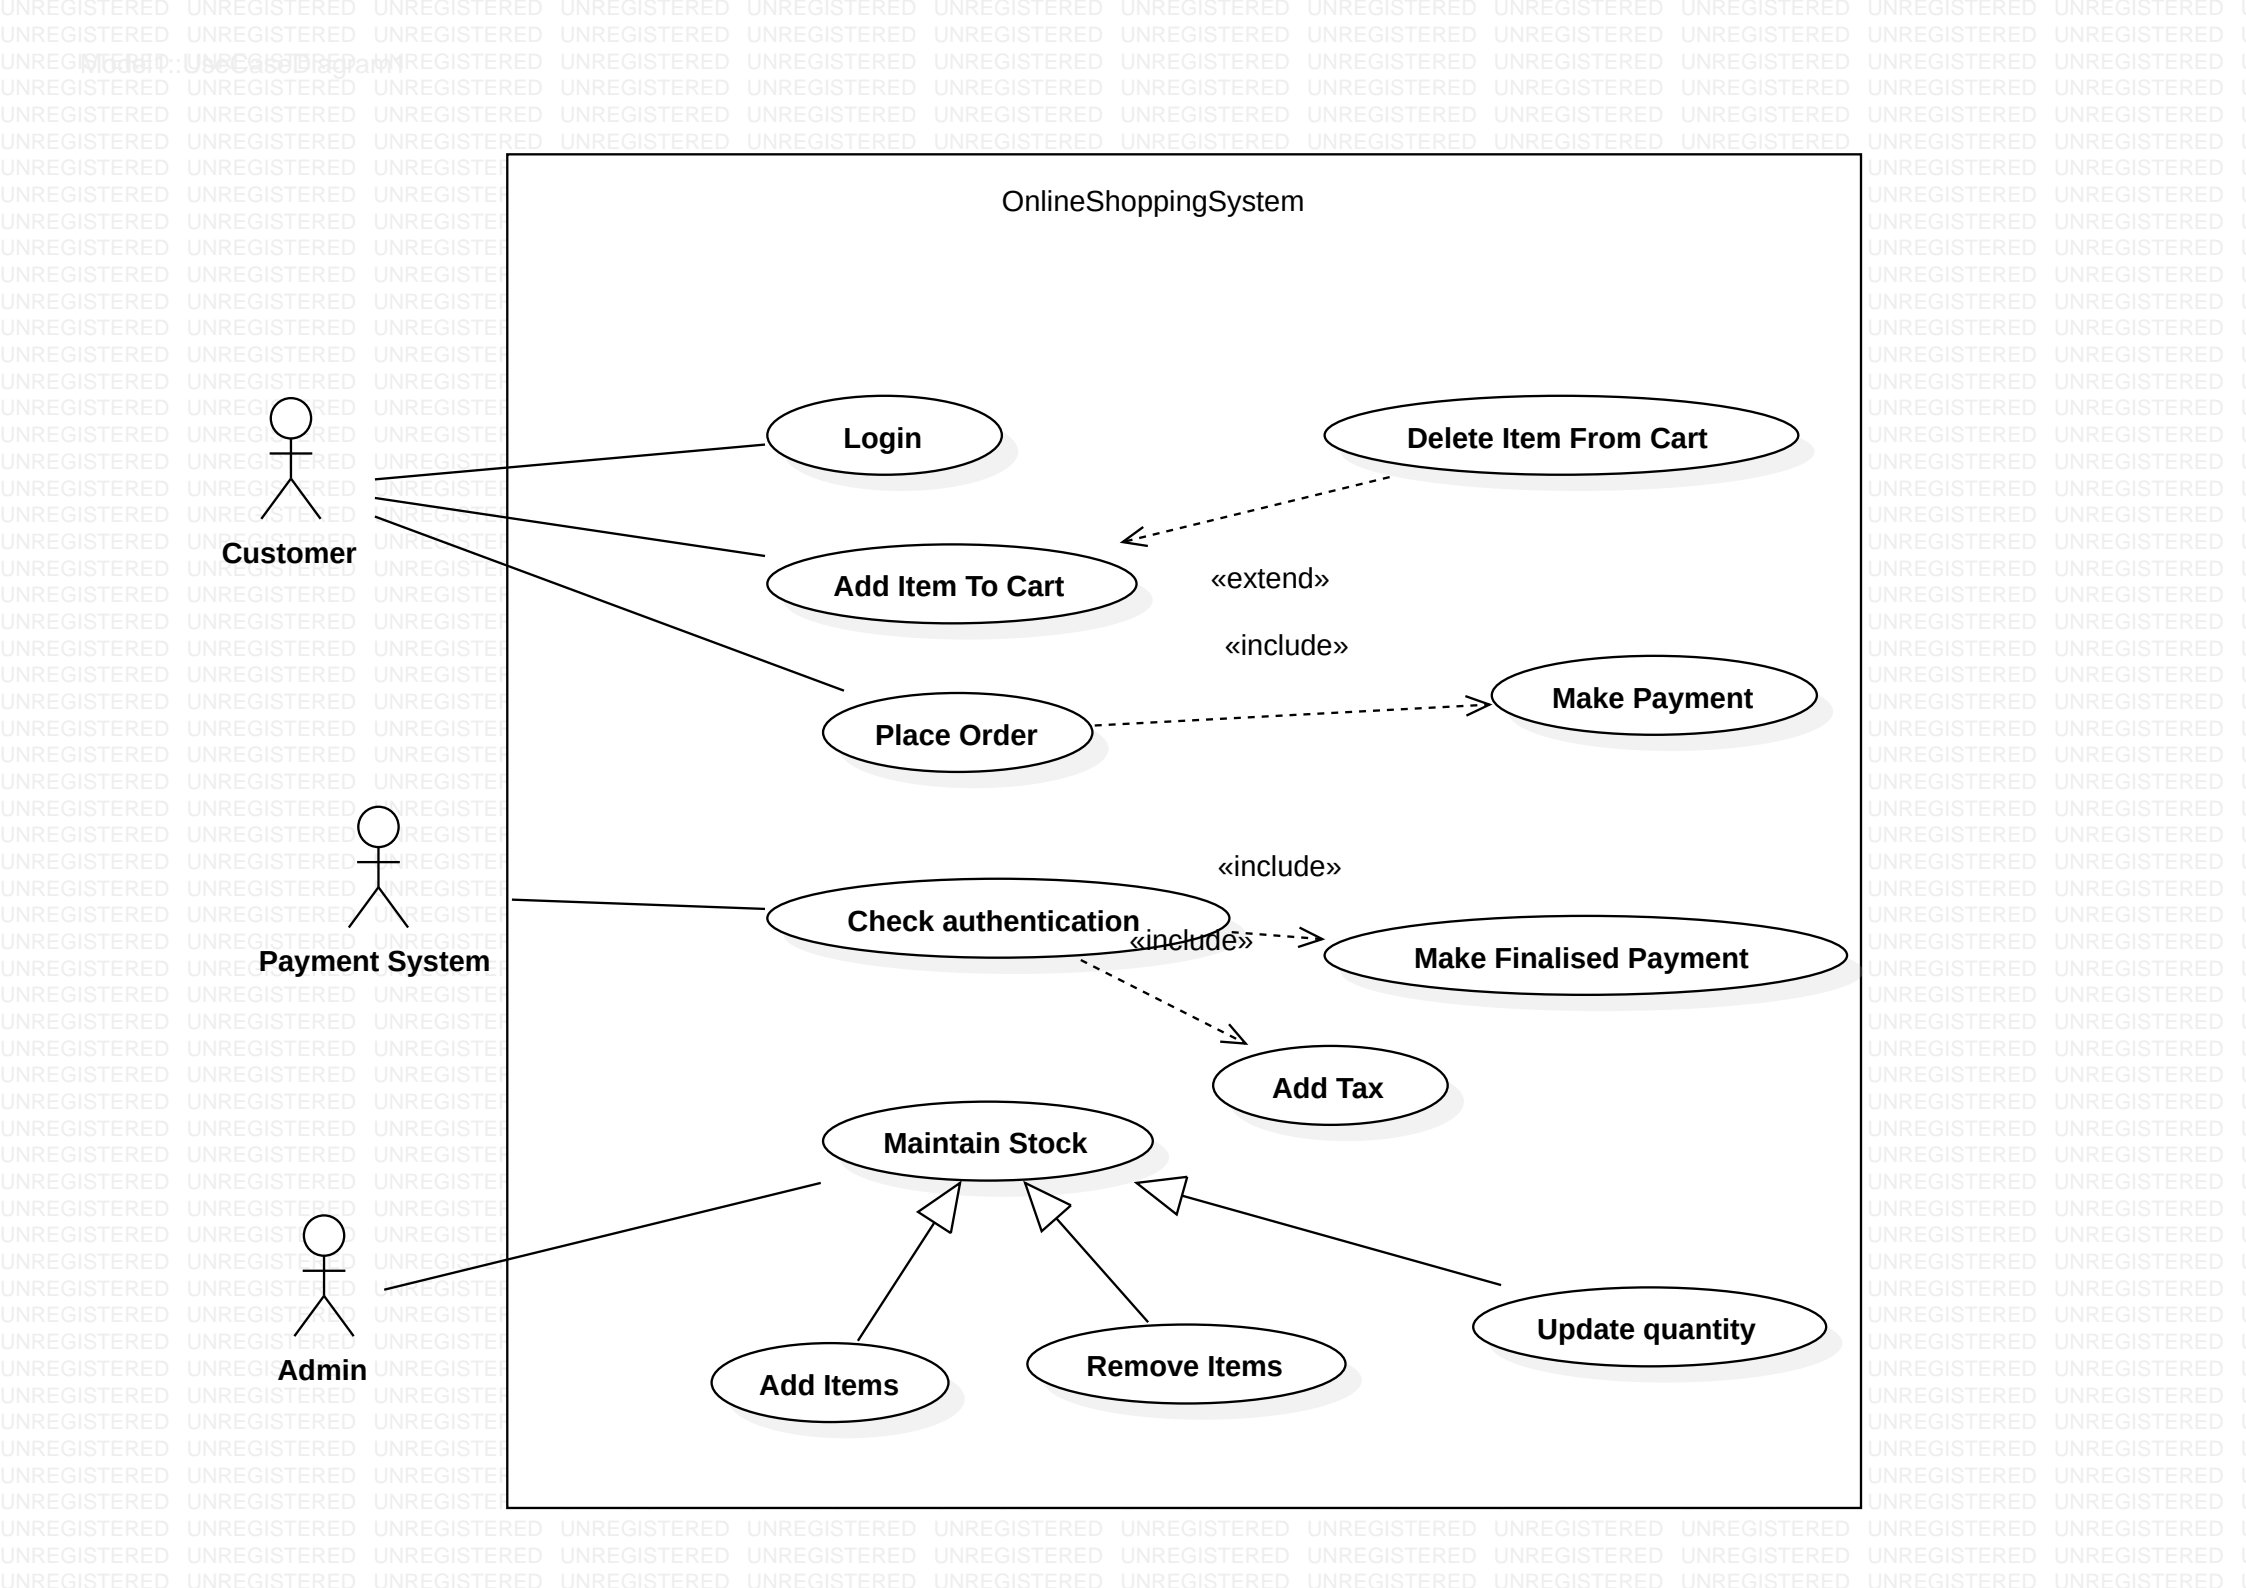 Model1::UseCaseDiagram1
OnlineShoppingSystem
Login
Delete Item From Cart
Customer
Add Item To Cart
«extend»
«include»
Make Payment
Place Order
«include»
Check authentication
«include»
Make Finalised Payment
Payment System
Add Tax
Maintain Stock
Admin
Add Items
Remove Items
Update quantity
UNREGISTERED